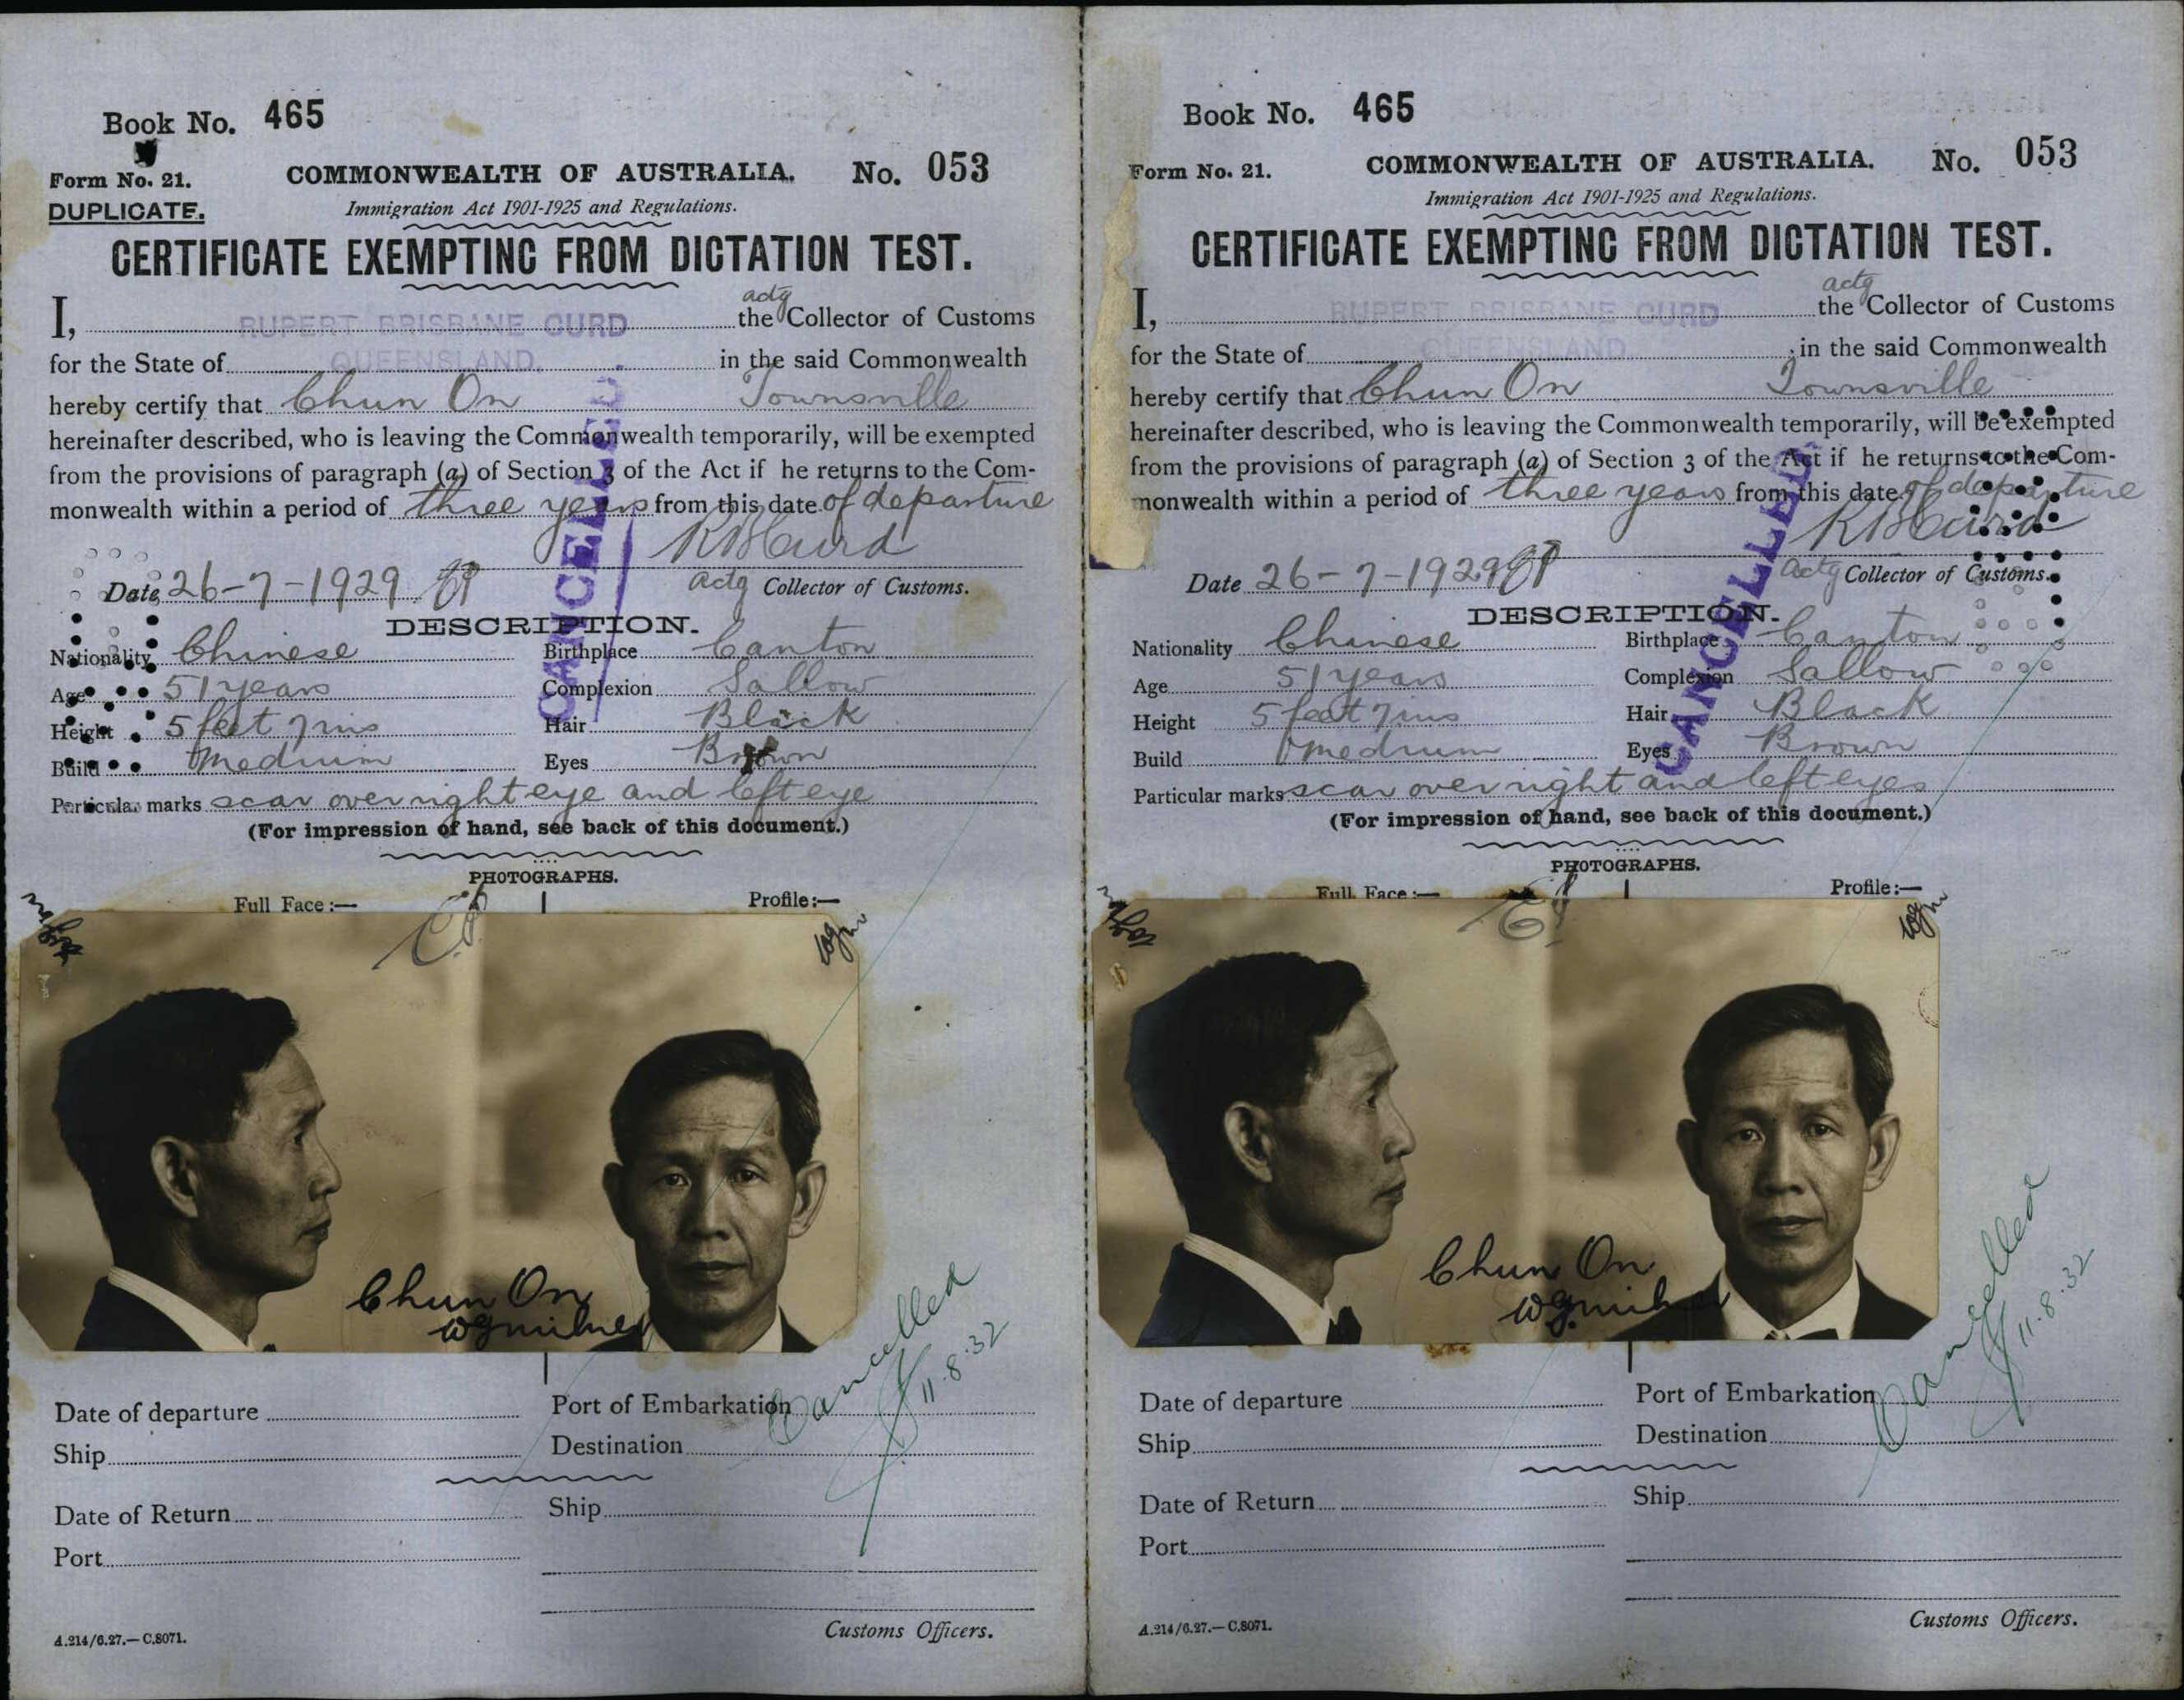 Book No. 465
Form No. 21.
DUPLICATE.
COMMONWEALTH OF AUSTRALIA. No. 053
Immigration Act 1901-1925 and Regulations.
CERTIFICATE EXEMPTING FROM DICTATION TEST.
I, RUPERT BRISBANE CURD the actg Collector of Customs
for the State of QUEENSLAND. in the said Commonwealth
hereby certify that Chun On Townsville
hereinafter described, who is leaving the Commonwealth temporarily, will be exempted
from the provisions of paragraph (a) of Section 3 of the Act if he returns to the Com-
monwealth within a period of three years from this date of departure
R B Curd
Date 26-7-1929 actg Collector of Customs.
CANCELLED.
DESCRIPTION.
Nationality Chinese Birthplace Canton
Age 51 years Complexion Sallow
Height 5 feet 7 ins Hair Black
Build Medium Eyes Brown
Particular marks scar over right eye and left eye
(For impression of hand, see back of this document.)
PHOTOGRAPHS.
Full Face:— Profile:—
Chun On
W G Milner
Cancelled
11.8.32
Date of departure Port of Embarkation
Ship Destination
Date of Return Ship
Port
Customs Officers.
A.214/6.27.—C.8071.
Book No. 465
Form No. 21. COMMONWEALTH OF AUSTRALIA. No. 053
Immigration Act 1901-1925 and Regulations.
CERTIFICATE EXEMPTING FROM DICTATION TEST.
I, RUPERT BRISBANE CURD the actg Collector of Customs
for the State of QUEENSLAND. in the said Commonwealth
hereby certify that Chun On Townsville
hereinafter described, who is leaving the Commonwealth temporarily, will be exempted
from the provisions of paragraph (a) of Section 3 of the Act if he returns to the Com-
monwealth within a period of three years from this date of departure
R B Curd
Date 26-7-1929 actg Collector of Customs.
CANCELLED.
DESCRIPTION.
Nationality Chinese Birthplace Canton
Age 51 years Complexion Sallow
Height 5 feet 7 ins Hair Black
Build Medium Eyes Brown
Particular marks scar over right and left eyes
(For impression of hand, see back of this document.)
PHOTOGRAPHS.
Full Face:— Profile:—
Chun On
W G Milner
Cancelled
11.8.32
Date of departure Port of Embarkation
Ship Destination
Date of Return Ship
Port
Customs Officers.
A.214/6.27.—C.8071.